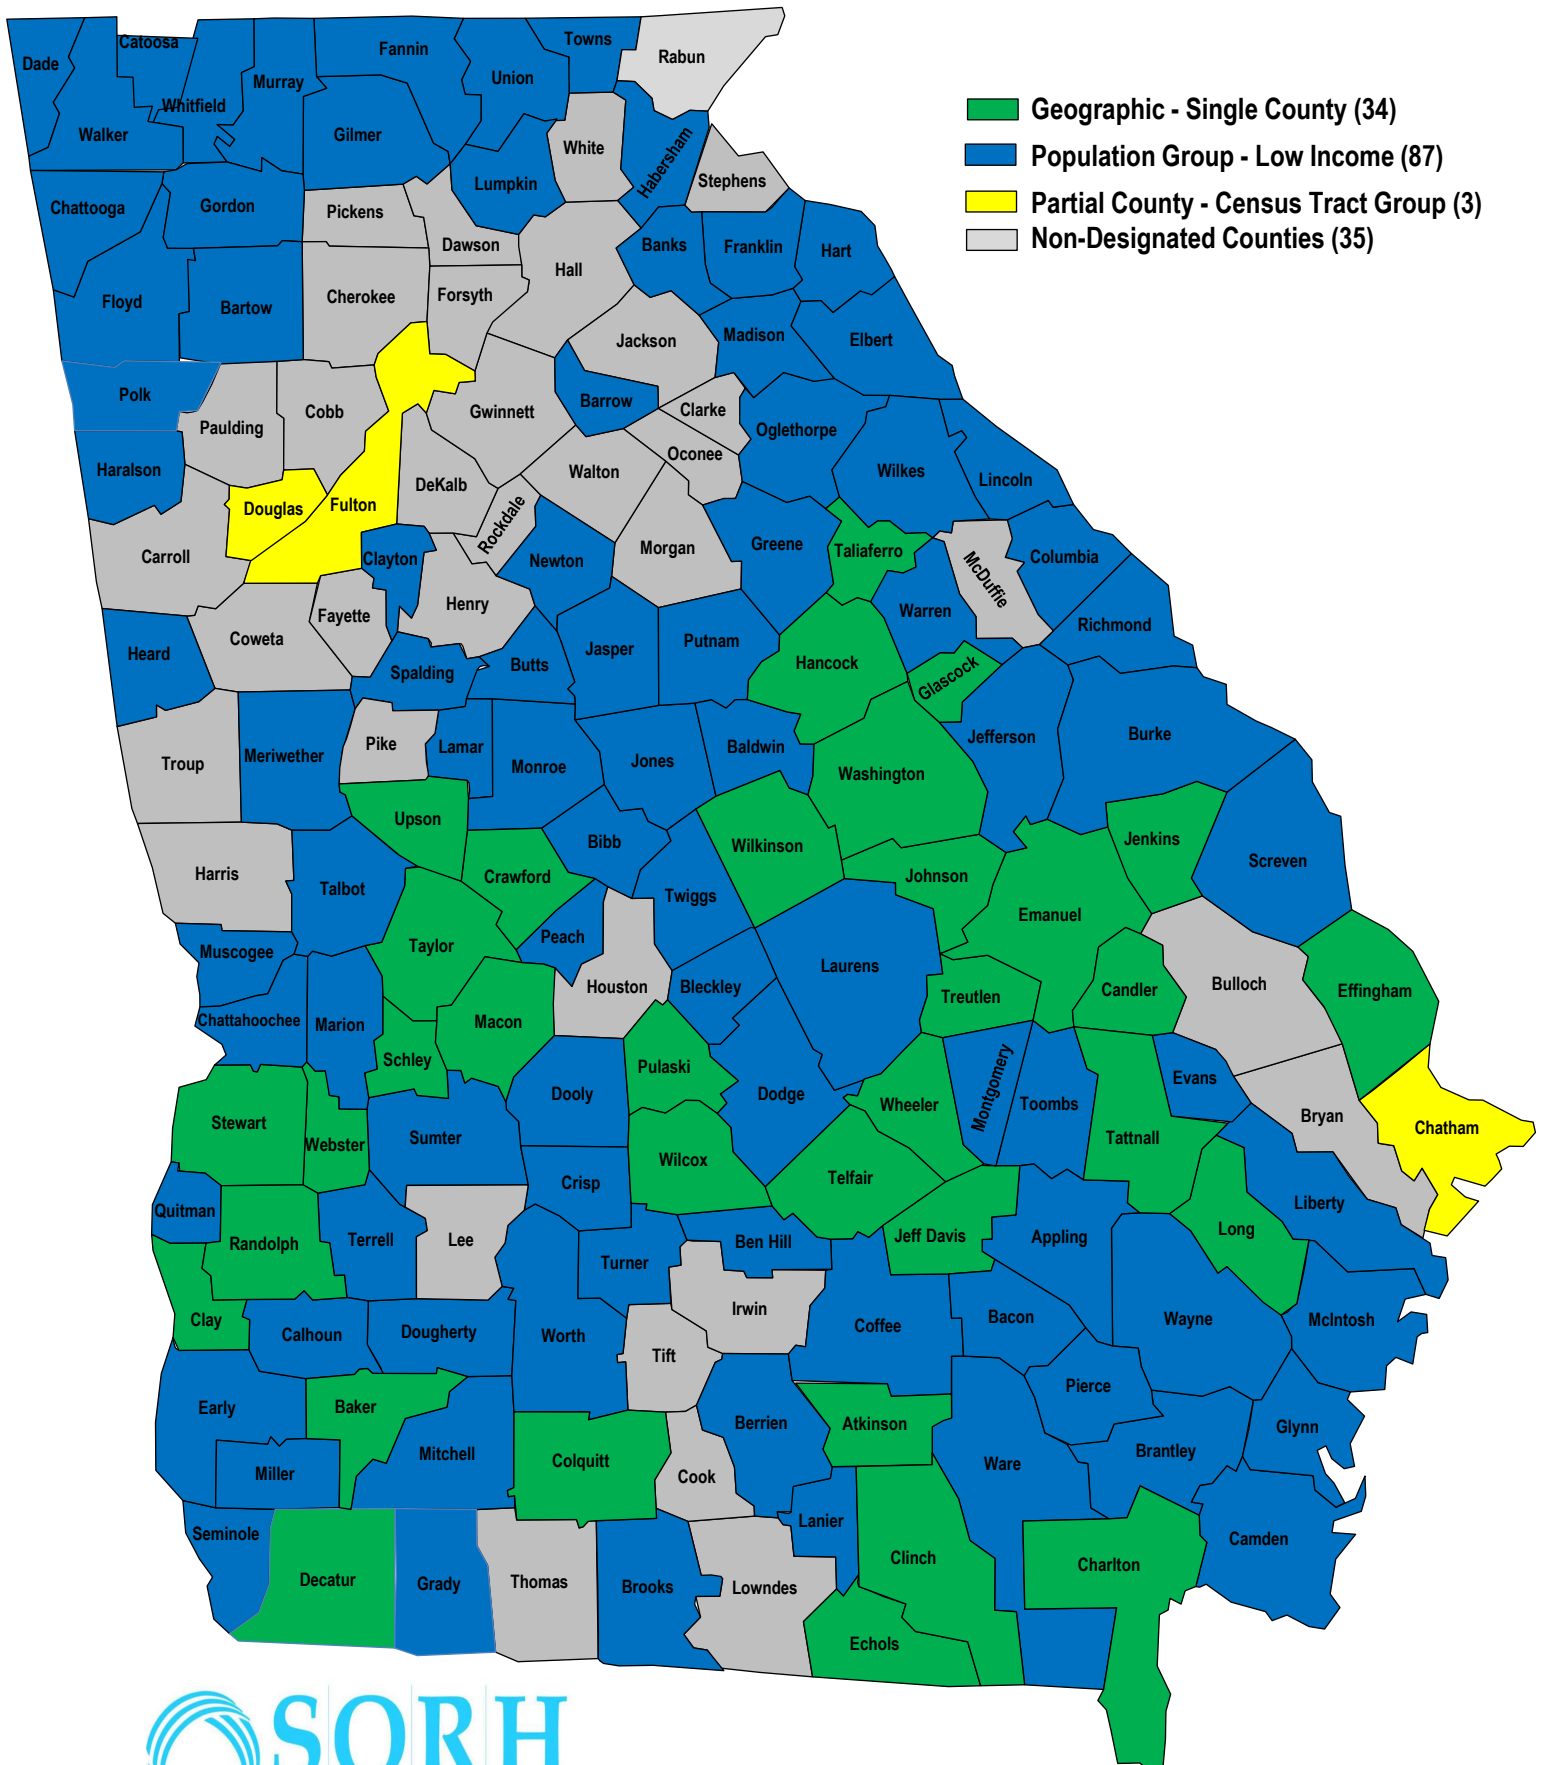 Catoosa
Fannin
Towns
Dade
Union
Rabun
Murray
Whitfield
Walker
Gilmer
White
Habersham
Stephens
Lumpkin
Chattooga
Gordon
Pickens
Dawson
Banks
Franklin
Hart
Hall
Floyd
Bartow
Cherokee
Forsyth
Jackson
Madison
Elbert
Polk
Paulding
Cobb
Gwinnett
Barrow
Clarke
Oglethorpe
Oconee
Haralson
Walton
Wilkes
Lincoln
DeKalb
Douglas
Fulton
Rockdale
Carroll
Clayton
Newton
Morgan
Greene
Taliaferro
McDuffie
Columbia
Henry
Fayette
Warren
Richmond
Coweta
Heard
Spalding
Butts
Jasper
Putnam
Hancock
Glascock
Troup
Meriwether
Pike
Lamar
Monroe
Jones
Baldwin
Washington
Jefferson
Burke
Upson
Bibb
Wilkinson
Jenkins
Harris
Talbot
Crawford
Twiggs
Johnson
Screven
Emanuel
Muscogee
Taylor
Peach
Houston
Bleckley
Laurens
Treutlen
Candler
Bulloch
Effingham
Chattahoochee
Marion
Macon
Schley
Pulaski
Dooly
Dodge
Wheeler
Montgomery
Toombs
Evans
Bryan
Chatham
Stewart
Webster
Sumter
Wilcox
Telfair
Tattnall
Quitman
Crisp
Liberty
Randolph
Terrell
Lee
Turner
Ben Hill
Jeff Davis
Appling
Long
Clay
Calhoun
Dougherty
Worth
Irwin
Coffee
Bacon
Wayne
McIntosh
Tift
Early
Baker
Berrien
Atkinson
Pierce
Glynn
Miller
Mitchell
Colquitt
Cook
Ware
Brantley
Seminole
Lanier
Camden
Decatur
Grady
Thomas
Brooks
Lowndes
Clinch
Charlton
Echols
Geographic - Single County (34)
Population Group - Low Income (87)
Partial County - Census Tract Group (3)
Non-Designated Counties (35)
SORH